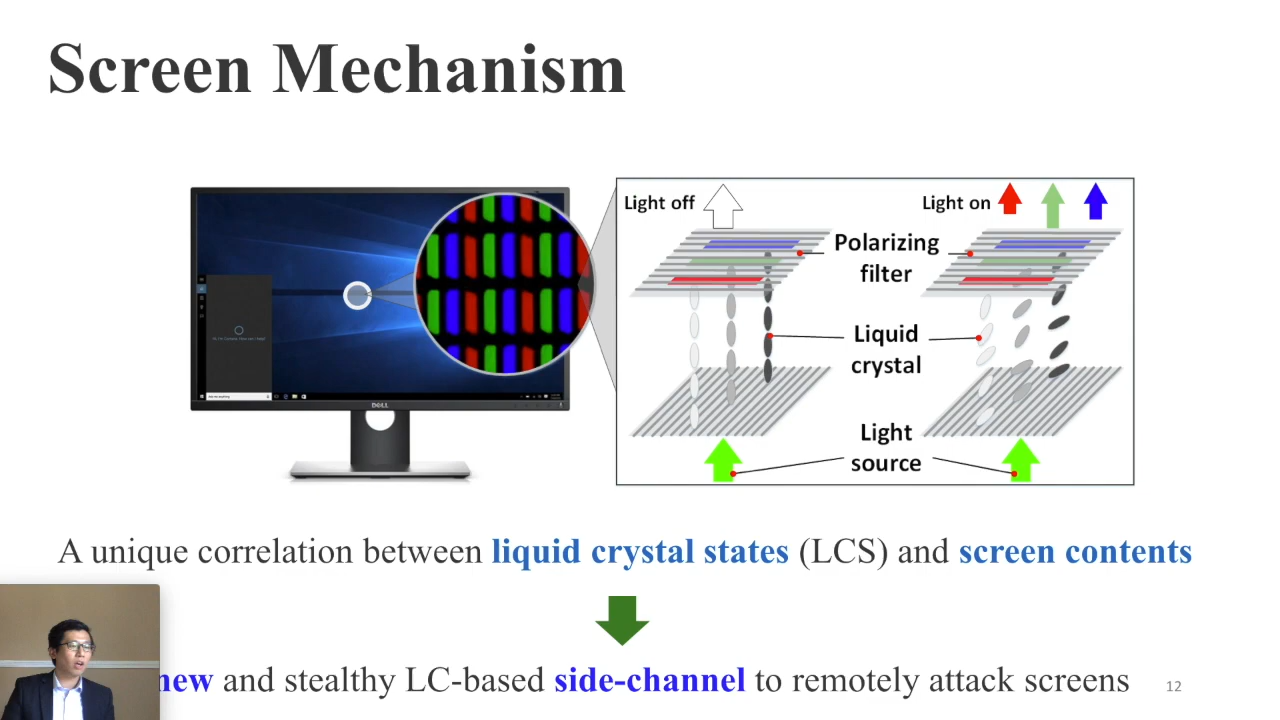 Screen Mechanism
Light off
Light on
Polarizing
filter
Liquid
crystal
Light
source
DELL
A unique correlation between liquid crystal states (LCS) and screen contents
new and stealthy LC-based side-channel to remotely attack screens
12